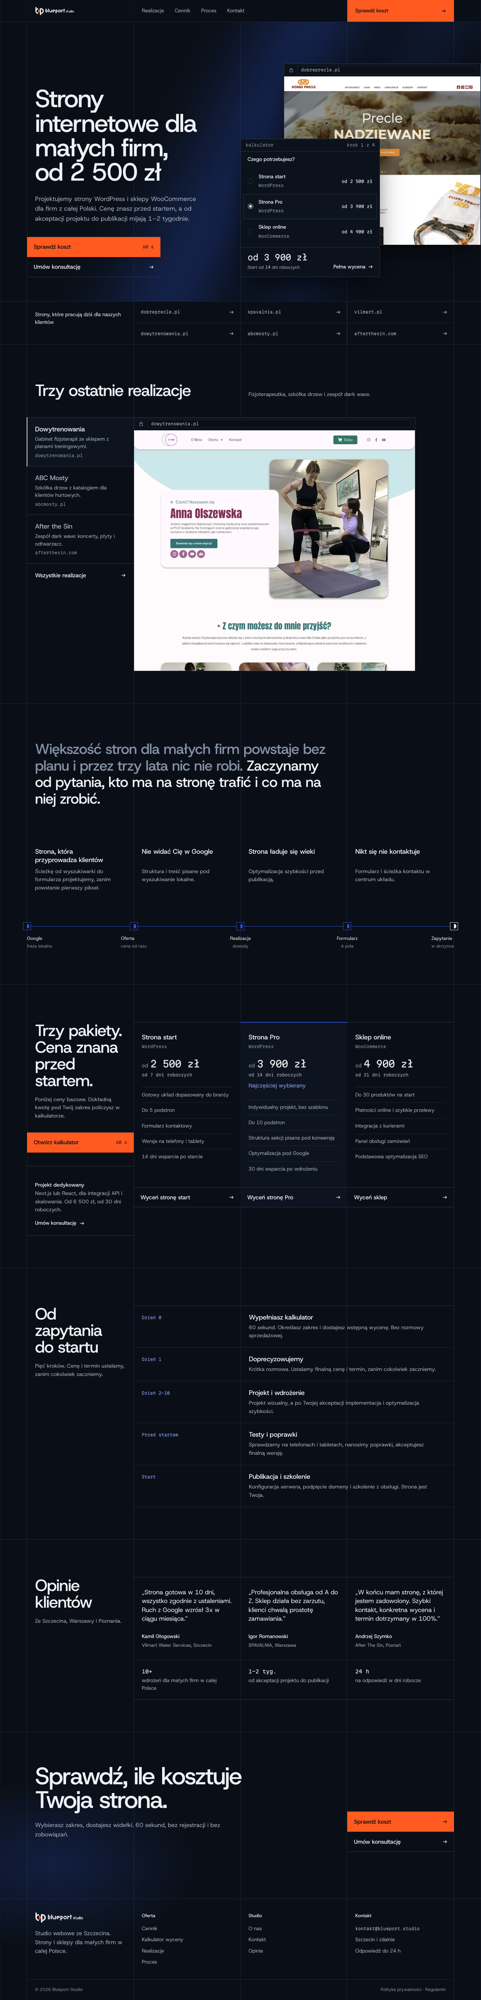 blueport studio
Realizacje
Cennik
Proces
Kontakt
Sprawdź koszt
Strony
internetowe dla
małych firm,
od 2 500 zł
Projektujemy strony WordPress i sklepy WooCommerce
dla firm z całej Polski. Cenę znasz przed startem, a od
akceptacji projektu do publikacji mijają 1–2 tygodnie.
Sprawdź koszt
60 s
Umów konsultację
dobreprecle.pl
DOBRE PRECLE
Precle
NADZIEWANE
kalkulator
krok 1 z 4
Czego potrzebujesz?
Strona start
WordPress
od 2 500 zł
Strona Pro
WordPress
od 3 900 zł
Sklep online
WooCommerce
od 4 900 zł
od 3 900 zł
Start od 14 dni roboczych
Pełna wycena
Strony, które pracują dziś dla naszych
klientów
dobreprecle.pl
spavalnia.pl
vilmart.pl
dowytrenowania.pl
abcmosty.pl
afterthesin.com
Trzy ostatnie realizacje
Fizjoterapeutka, szkółka drzew i zespół dark wave.
Dowytrenowania
Gabinet fizjoterapii ze sklepem z
planami treningowymi.
dowytrenowania.pl
ABC Mosty
Szkółka drzew z katalogiem dla
klientów hurtowych.
abcmosty.pl
After the Sin
Zespół dark wave: koncerty, płyty i
odtwarzacz.
afterthesin.com
Wszystkie realizacje
dowytrenowania.pl
O Mnie
Oferta
Kontakt
Sklep
Cześć! Nazywam się
Anna Olszewska
Z czym możesz do mnie przyjść?
Większość stron dla małych firm powstaje bez
planu i przez trzy lata nic nie robi. Zaczynamy
od pytania, kto ma na stronę trafić i co ma na
niej zrobić.
Strona, która
przyprowadza klientów
Ścieżkę od wyszukiwarki do
formularza projektujemy, zanim
powstanie pierwszy piksel.
Nie widać Cię w Google
Struktura i treść pisane pod
wyszukiwanie lokalne.
Strona ładuje się wieki
Optymalizacja szybkości przed
publikacją.
Nikt się nie kontaktuje
Formularz i ścieżka kontaktu w
centrum układu.
Google
fraza lokalna
Oferta
cena od razu
Realizacje
dowody
Formularz
4 pola
Zapytanie
w skrzynce
Trzy pakiety.
Cena znana
przed
startem.
Poniżej ceny bazowe. Dokładną
kwotę pod Twój zakres policzysz w
kalkulatorze.
Otwórz kalkulator
60 s
Projekt dedykowany
Next.js lub React, dla integracji API i
skalowania. Od 6 500 zł, od 30 dni
roboczych.
Umów konsultację
Strona start
WordPress
od 2 500 zł
od 7 dni roboczych
Gotowy układ dopasowany do branży
Do 5 podstron
Formularz kontaktowy
Wersja na telefony i tablety
14 dni wsparcia po starcie
Wyceń stronę start
Strona Pro
WordPress
od 3 900 zł
od 14 dni roboczych
Najczęściej wybierany
Indywidualny projekt, bez szablonu
Do 10 podstron
Struktura sekcji pisana pod konwersję
Optymalizacja pod Google
30 dni wsparcia po wdrożeniu
Wyceń stronę Pro
Sklep online
WooCommerce
od 4 900 zł
od 21 dni roboczych
Do 30 produktów na start
Płatności online i szybkie przelewy
Integracja z kurierami
Panel obsługi zamówień
Podstawowa optymalizacja SEO
Wyceń sklep
Od
zapytania
do startu
Pięć kroków. Cenę i termin ustalamy,
zanim cokolwiek zaczniemy.
Dzień 0
Wypełniasz kalkulator
60 sekund. Określasz zakres i dostajesz wstępną wycenę. Bez rozmowy
sprzedażowej.
Dzień 1
Doprecyzowujemy
Krótka rozmowa. Ustalamy finalną cenę i termin, zanim cokolwiek zaczniemy.
Dzień 2–10
Projekt i wdrożenie
Projekt wizualny, a po Twojej akceptacji implementacja i optymalizacja
szybkości.
Przed startem
Testy i poprawki
Sprawdzamy na telefonach i tabletach, nanosimy poprawki, akceptujesz
finalną wersję.
Start
Publikacja i szkolenie
Konfiguracja serwera, podpięcie domeny i szkolenie z obsługi. Strona jest
Twoja.
Opinie
klientów
Ze Szczecina, Warszawy i Poznania.
„Strona gotowa w 10 dni,
wszystko zgodnie z ustaleniami.
Ruch z Google wzrósł 3x w
ciągu miesiąca."
Kamil Głogowski
Vilmart Water Services, Szczecin
„Profesjonalna obsługa od A do
Z. Sklep działa bez zarzutu,
klienci chwalą prostotę
zamawiania."
Igor Romanowski
SPAVALNIA, Warszawa
„W końcu mam stronę, z której
jestem zadowolony. Szybki
kontakt, konkretna wycena i
termin dotrzymany w 100%."
Andrzej Szymko
After The Sin, Poznań
10+
wdrożeń dla małych firm w całej
Polsce
1–2 tyg.
od akceptacji projektu do publikacji
24 h
na odpowiedź w dni robocze
Sprawdź, ile kosztuje
Twoja strona.
Wybierasz zakres, dostajesz widełki. 60 sekund, bez rejestracji i bez
zobowiązań.
Sprawdź koszt
Umów konsultację
blueport studio
Studio webowe ze Szczecina.
Strony i sklepy dla małych firm w
całej Polsce.
Oferta
Cennik
Kalkulator wyceny
Realizacje
Proces
Studio
O nas
Kontakt
Opinie
Kontakt
kontakt@blueport.studio
Szczecin i zdalnie
Odpowiedź do 24 h
© 2026 Blueport Studio
Polityka prywatności · Regulamin